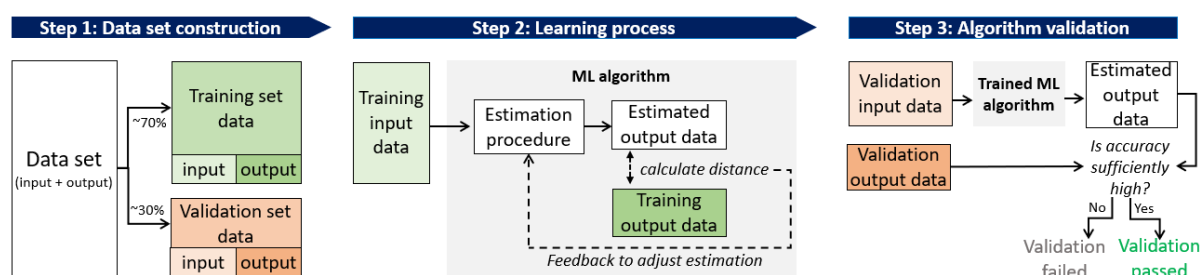 Step 1: Data set construction
Step 2: Learning process
Step 3: Algorithm validation
Data set
(input + output)
~70%
~30%
Training set
data
input
output
Validation set
data
input
output
Training
input
data
ML algorithm
Estimation
procedure
Estimated
output data
calculate distance
Training
output data
Feedback to adjust estimation
Validation
input data
Trained ML
algorithm
Estimated
output
data
Validation
output data
Is accuracy
sufficiently
high?
No
Yes
Validation
failed
Validation
passed